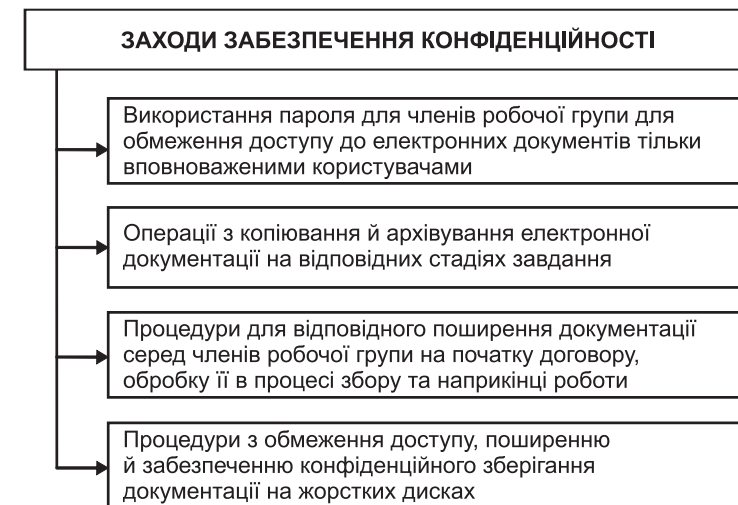 ЗАХОДИ ЗАБЕЗПЕЧЕННЯ КОНФІДЕНЦІЙНОСТІ
Використання пароля для членів робочої групи для
обмеження доступу до електронних документів тільки
вповноваженими користувачами
Операції з копіювання й архівування електронної
документації на відповідних стадіях завдання
Процедури для відповідного поширення документації
серед членів робочої групи на початку договору,
обробку її в процесі збору та наприкінці роботи
Процедури з обмеження доступу, поширенню
й забезпеченню конфіденційного зберігання
документації на жорстких дисках